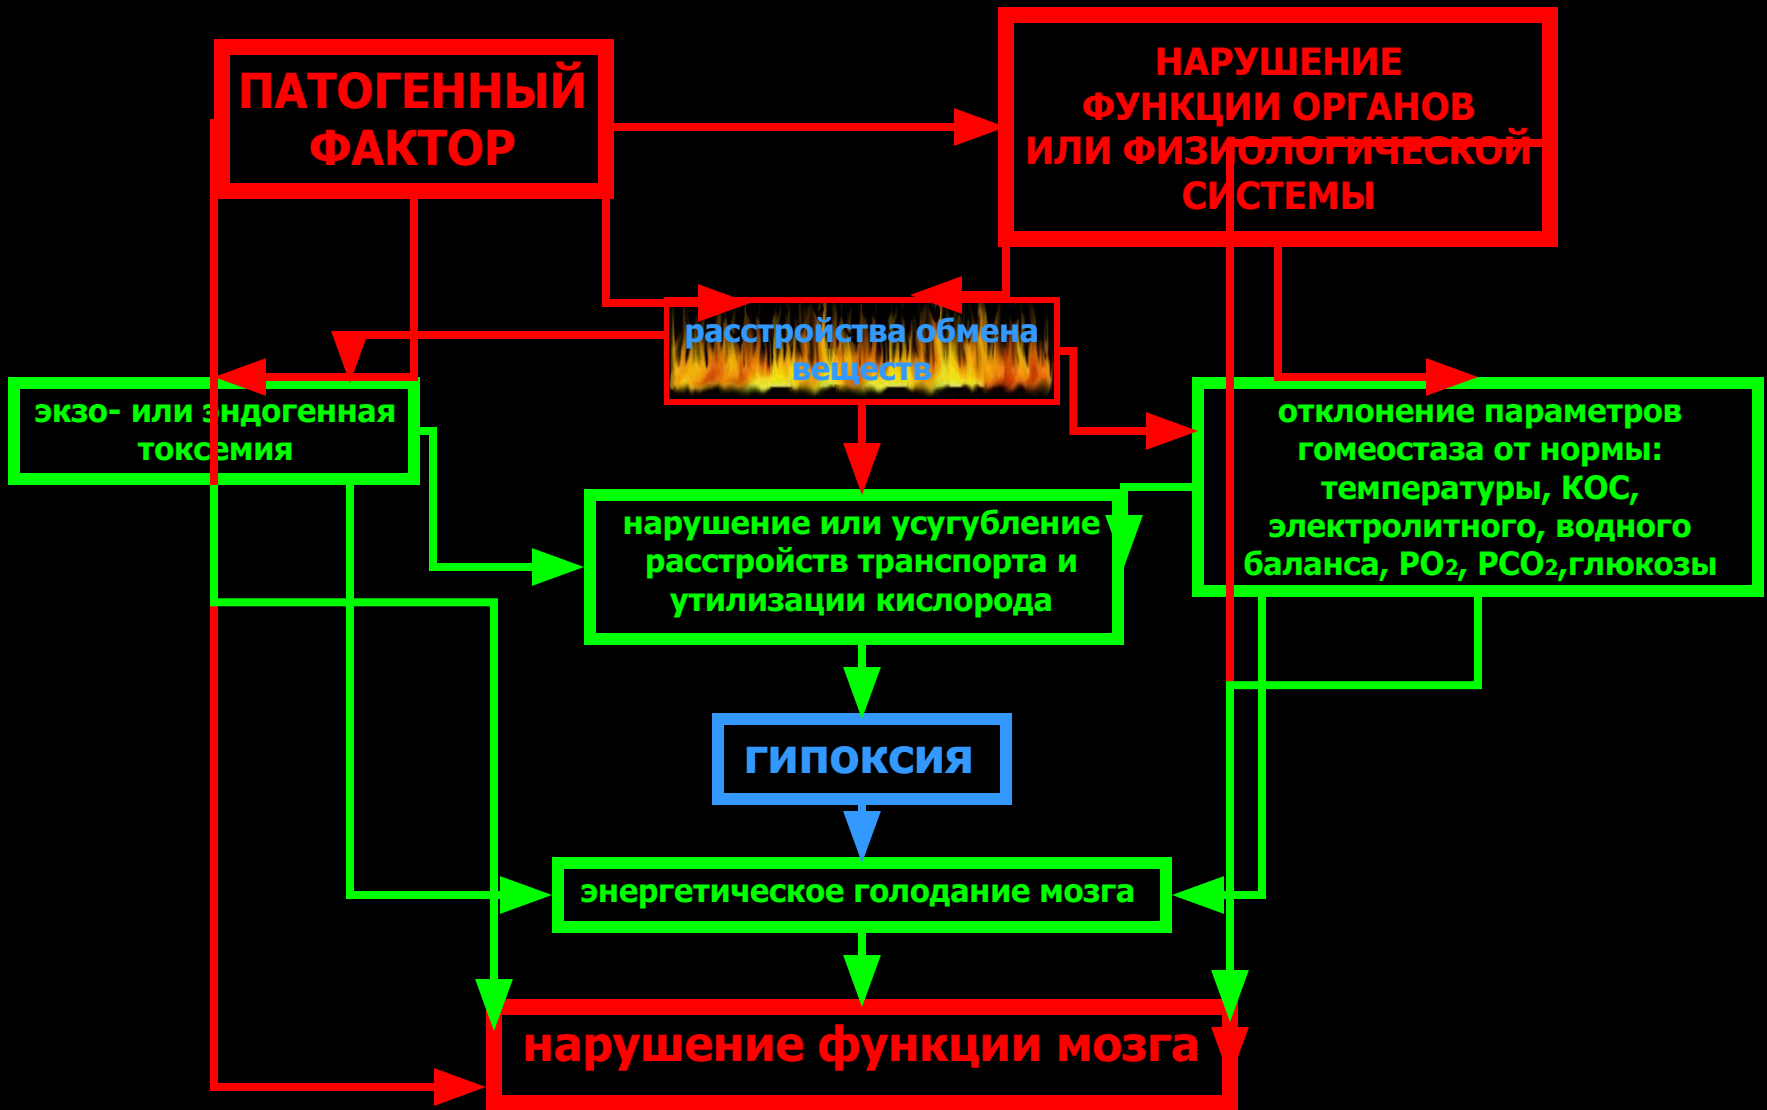 ПАТОГЕННЫЙ
ФАКТОР
НАРУШЕНИЕ
ФУНКЦИИ ОРГАНОВ
ИЛИ ФИЗИОЛОГИЧЕСКОЙ
СИСТЕМЫ
расстройства обмена
веществ
экзо- или эндогенная
токсемия
отклонение параметров
гомеостаза от нормы:
температуры, КОС,
электролитного, водного
баланса, РО₂, РСО₂,глюкозы
нарушение или усугубление
расстройств транспорта и
утилизации кислорода
гипоксия
энергетическое голодание мозга
нарушение функции мозга